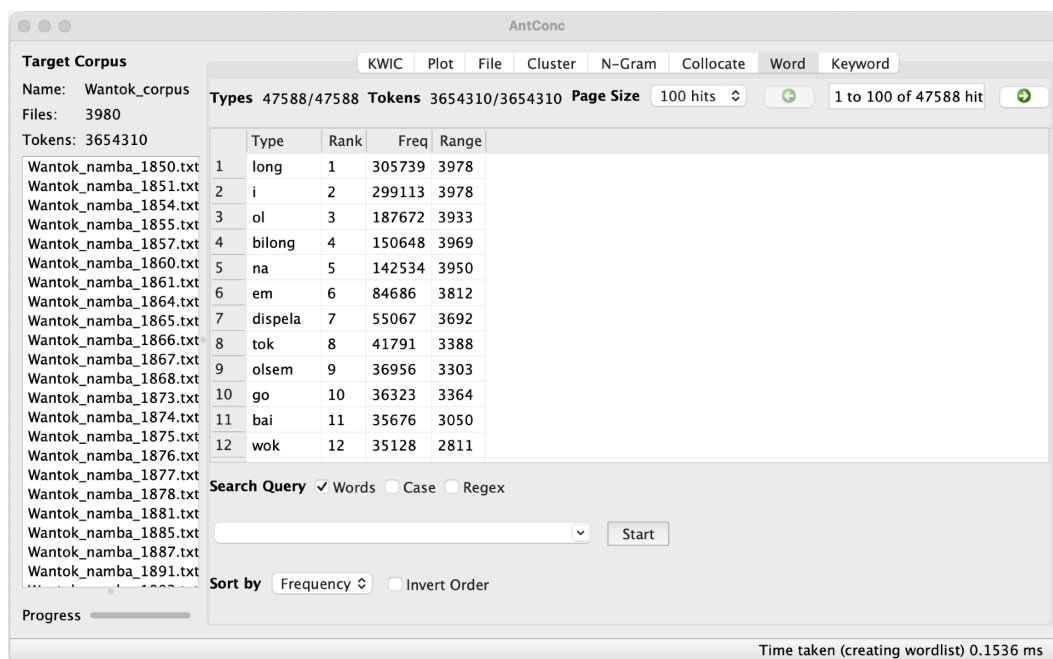 AntConc
Target Corpus
Name: Wantok_corpus
Files: 3980
Tokens: 3654310
Wantok_namba_1850.txt
Wantok_namba_1851.txt
Wantok_namba_1854.txt
Wantok_namba_1855.txt
Wantok_namba_1857.txt
Wantok_namba_1860.txt
Wantok_namba_1861.txt
Wantok_namba_1864.txt
Wantok_namba_1865.txt
Wantok_namba_1866.txt
Wantok_namba_1867.txt
Wantok_namba_1868.txt
Wantok_namba_1873.txt
Wantok_namba_1874.txt
Wantok_namba_1875.txt
Wantok_namba_1876.txt
Wantok_namba_1877.txt
Wantok_namba_1878.txt
Wantok_namba_1881.txt
Wantok_namba_1885.txt
Wantok_namba_1887.txt
Wantok_namba_1891.txt
Progress
KWIC Plot File Cluster N-Gram Collocate Word Keyword
Types 47588/47588 Tokens 3654310/3654310 Page Size 100 hits 1 to 100 of 47588 hit
Type Rank Freq Range
1 long 1 305739 3978
2 i 2 299113 3978
3 ol 3 187672 3933
4 bilong 4 150648 3969
5 na 5 142534 3950
6 em 6 84686 3812
7 dispela 7 55067 3692
8 tok 8 41791 3388
9 olsem 9 36956 3303
10 go 10 36323 3364
11 bai 11 35676 3050
12 wok 12 35128 2811
Search Query Words Case Regex
Start
Sort by Frequency Invert Order
Time taken (creating wordlist) 0.1536 ms